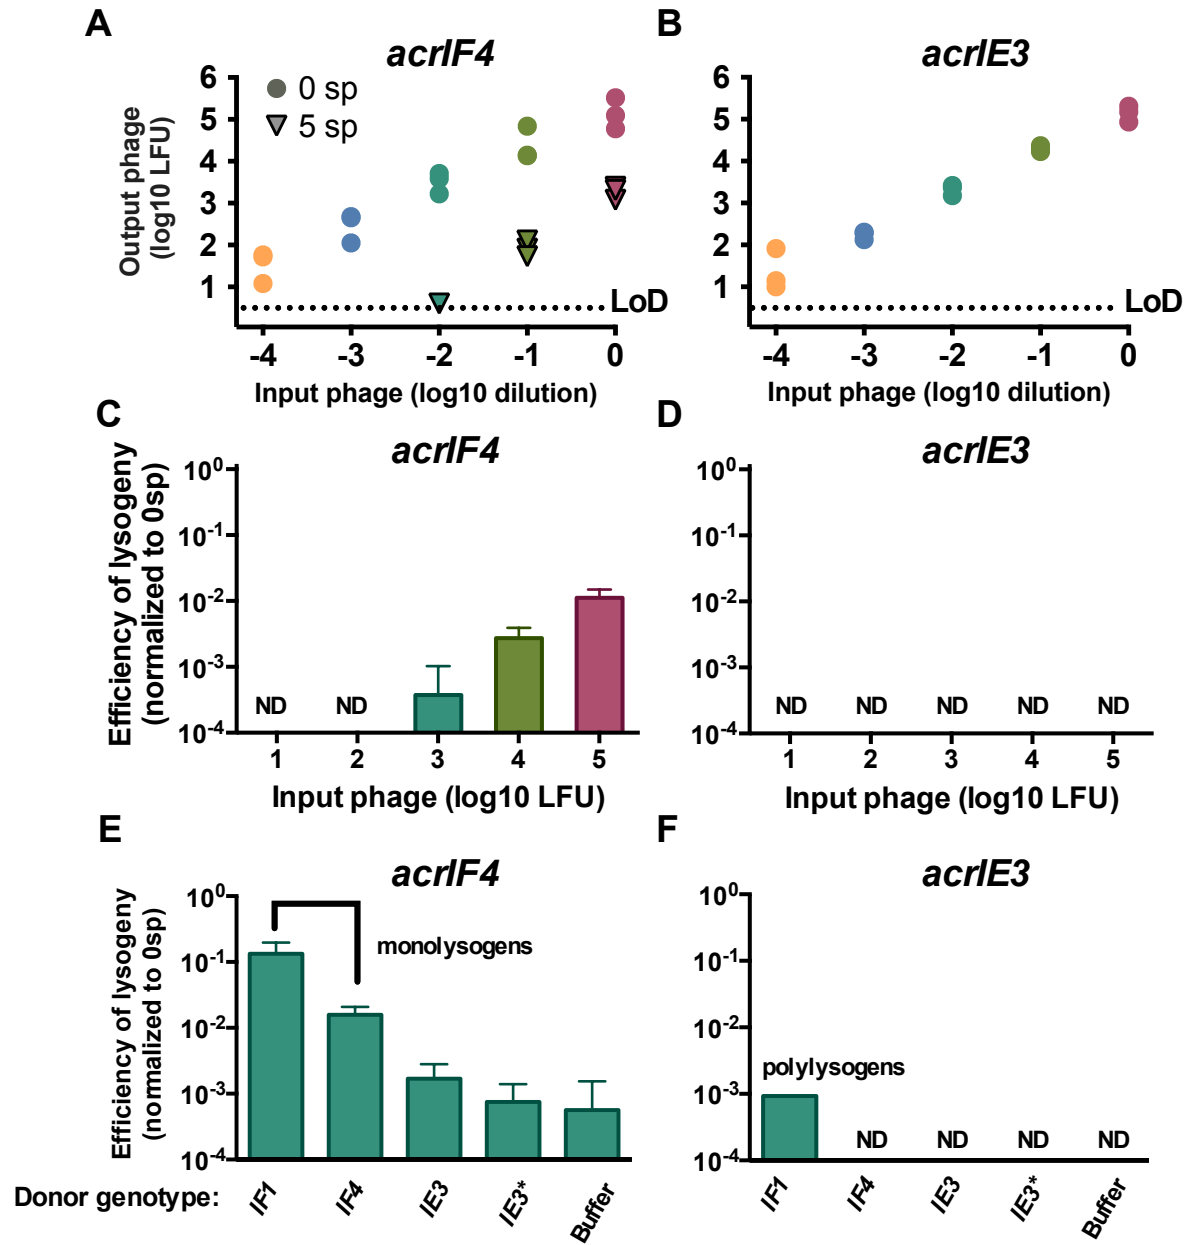 A
acrIF4
Output phage
(log10 LFU)
6
5
4
3
2
1
0 sp
5 sp
LoD
-4 -3 -2 -1 0
Input phage (log10 dilution)
B
acrIE3
6
5
4
3
2
1
LoD
-4 -3 -2 -1 0
Input phage (log10 dilution)
C
acrIF4
Efficiency of lysogeny
(normalized to 0sp)
10^0
10^-1
10^-2
10^-3
10^-4
ND ND
1 2 3 4 5
Input phage (log10 LFU)
D
acrIE3
10^0
10^-1
10^-2
10^-3
10^-4
ND ND ND ND ND
1 2 3 4 5
Input phage (log10 LFU)
E
acrIF4
Efficiency of lysogeny
(normalized to 0sp)
10^0
10^-1
10^-2
10^-3
10^-4
monolysogens
Donor genotype:
IF1 IF4 IE3 IE3* Buffer
F
acrIE3
10^0
10^-1
10^-2
10^-3
10^-4
polylysogens
ND ND ND ND
IF1 IF4 IE3 IE3* Buffer